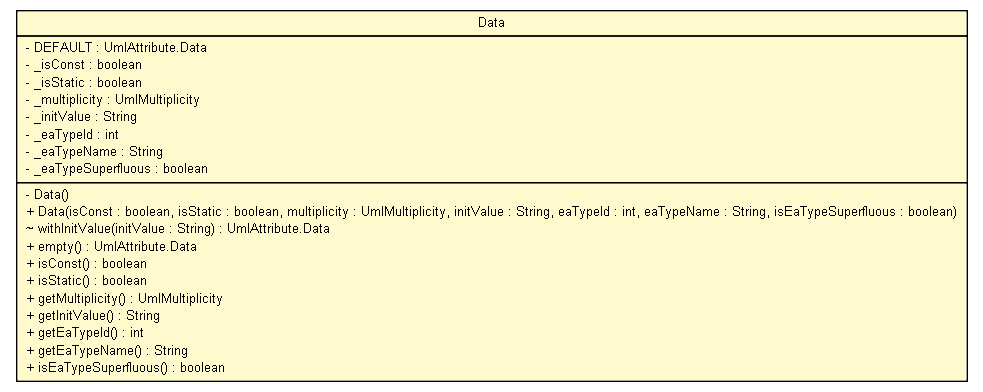 Data
- DEFAULT : UmlAttribute.Data
- _isConst : boolean
- _isStatic : boolean
- _multiplicity : UmlMultiplicity
- _initValue : String
- _eaTypeId : int
- _eaTypeName : String
- _eaTypeSuperfluous : boolean
- Data()
+ Data(isConst : boolean, isStatic : boolean, multiplicity : UmlMultiplicity, initValue : String, eaTypeId : int, eaTypeName : String, isEaTypeSuperfluous : boolean)
~ withInitValue(initValue : String) : UmlAttribute.Data
+ empty() : UmlAttribute.Data
+ isConst() : boolean
+ isStatic() : boolean
+ getMultiplicity() : UmlMultiplicity
+ getInitValue() : String
+ getEaTypeId() : int
+ getEaTypeName() : String
+ isEaTypeSuperfluous() : boolean